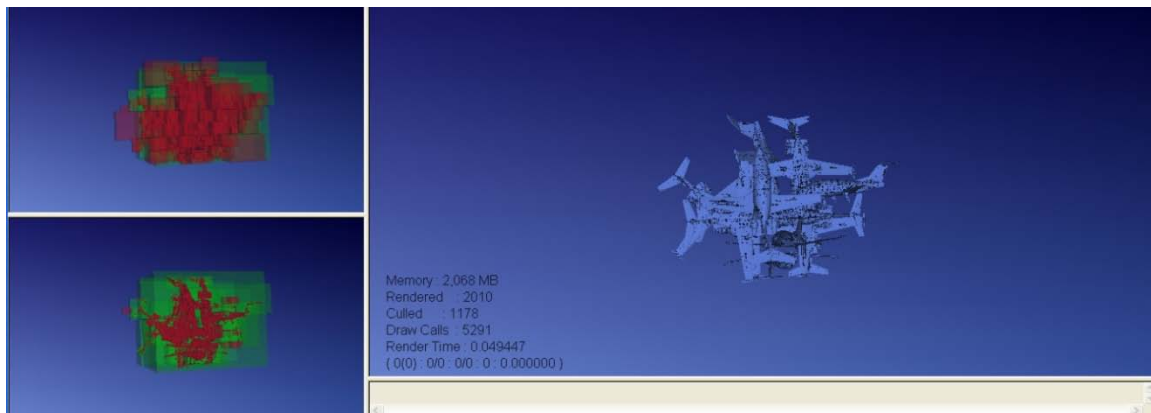 Memory : 2,068 MB
Rendered : 2010
Culled : 1178
Draw Calls : 5291
Render Time : 0.049447
( 0(0) : 0/0 : 0/0 : 0 : 0.000000 )